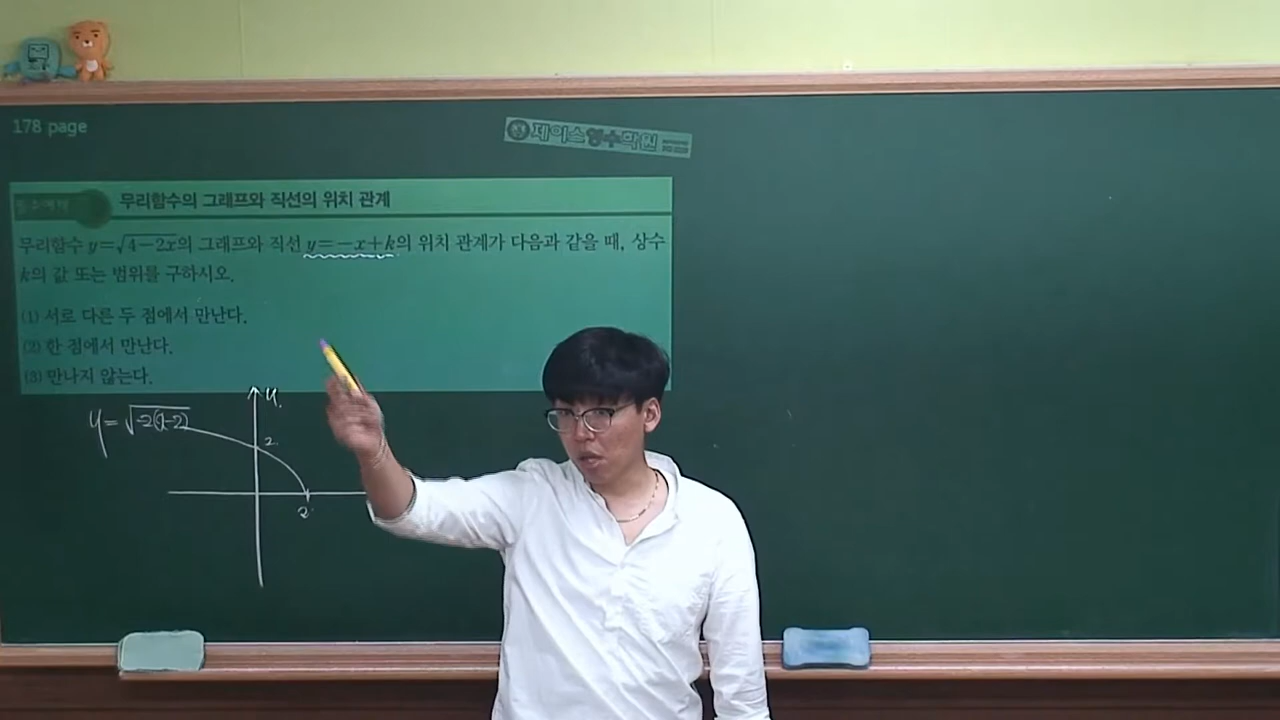 178 page
제이스영수학원
필수예제 무리함수의 그래프와 직선의 위치 관계
무리함수 y=√4-2x의 그래프와 직선 y=-x+k의 위치 관계가 다음과 같을 때, 상수
k의 값 또는 범위를 구하시오.
(1) 서로 다른 두 점에서 만난다.
(2) 한 점에서 만난다.
(3) 만나지 않는다.
y=√-2(x-2)
y
2
2